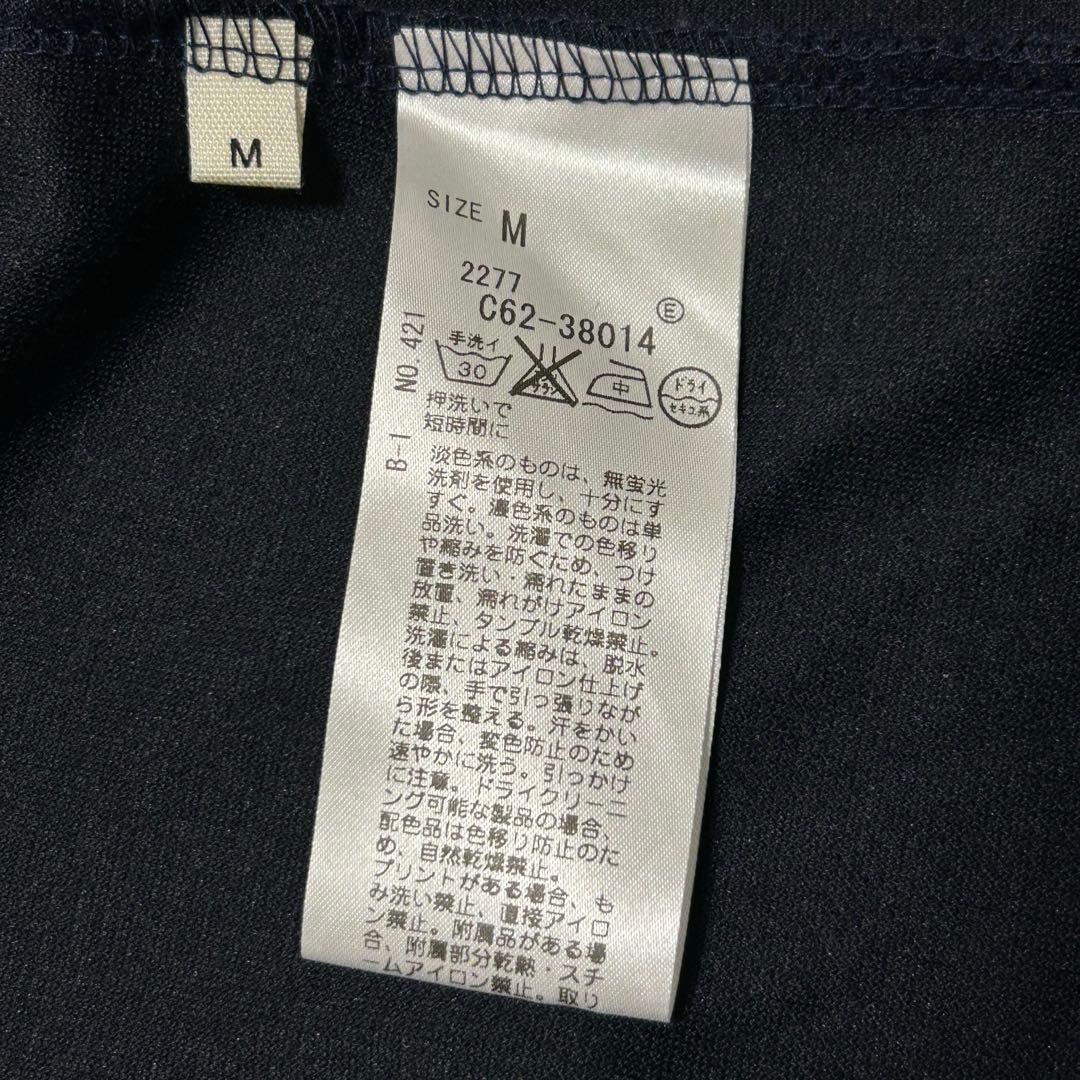 M
SIZE M
2277
C62-38014
E
NO.421
B-1
手洗イ
30
中
ドライ
セキユ系
押洗いで
短時間に
淡色系のものは、無蛍光
洗剤を使用し、十分にす
すぐ。濃色系のものは単
品洗い。洗濯での色移り
や縮みを防ぐため、つけ
置き洗い・濡れたままの
放置、濡れがけアイロン
禁止、タンブル乾燥禁止。
洗濯による縮みは、脱水
後またはアイロン仕上げ
の際、手で引っ張りなが
ら形を整える。汗をかい
た場合、変色防止のため
速やかに洗う。引っかけ
に注意。ドライクリーニ
ング可能な製品の場合、
配色品は色移り防止のた
め、自然乾燥禁止。
プリントがある場合、も
み洗い禁止、直接アイロ
ン禁止。附属品がある場
合、附属部分乾熱・スチ
ームアイロン禁止。取り